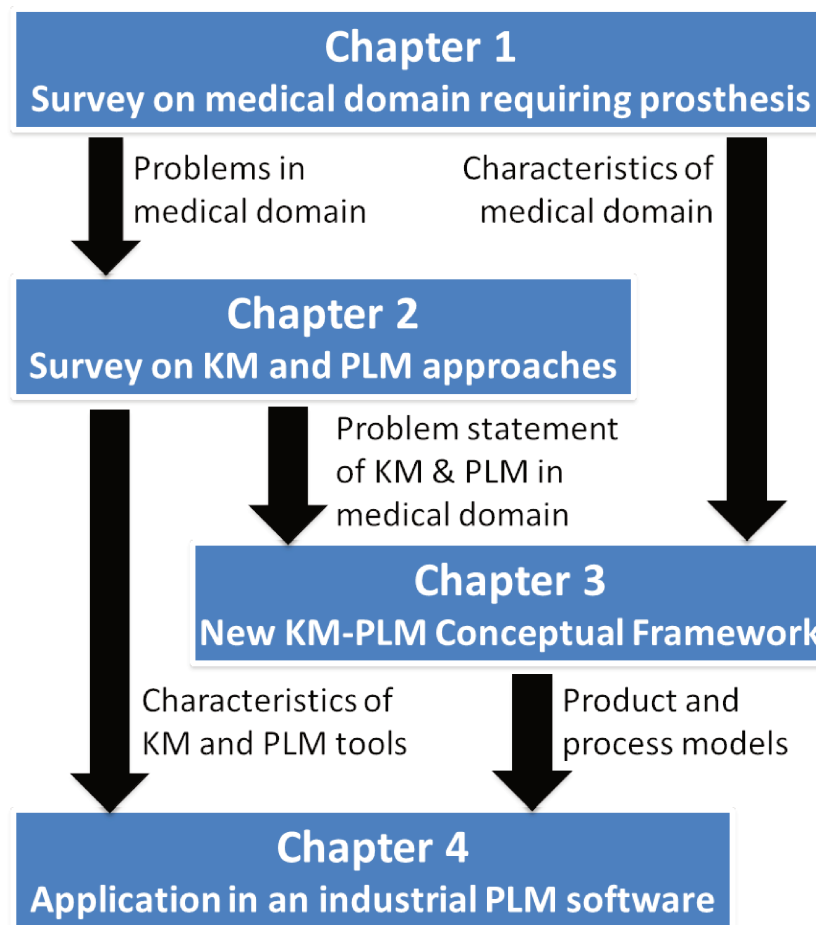 Chapter 1
Survey on medical domain requiring prosthesis
Problems in
medical domain
Characteristics of
medical domain
Chapter 2
Survey on KM and PLM approaches
Problem statement
of KM & PLM in
medical domain
Chapter 3
New KM-PLM Conceptual Framework
Characteristics of
KM and PLM tools
Product and
process models
Chapter 4
Application in an industrial PLM software